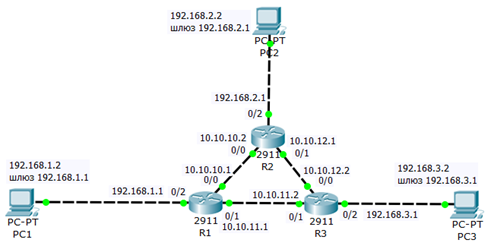 192.168.2.2
шлюз 192.168.2.1
PC-PT
PC2
192.168.2.1
0/2
10.10.10.2
0/0
2911
R2
10.10.12.1
0/1
192.168.1.2
шлюз 192.168.1.1
PC-PT
PC1
192.168.1.1
0/2
10.10.10.1
0/0
2911
R1
0/1
10.10.11.1
10.10.11.2
0/1
10.10.12.2
0/0
2911
R3
0/2
192.168.3.1
192.168.3.2
шлюз 192.168.3.1
PC-PT
PC3